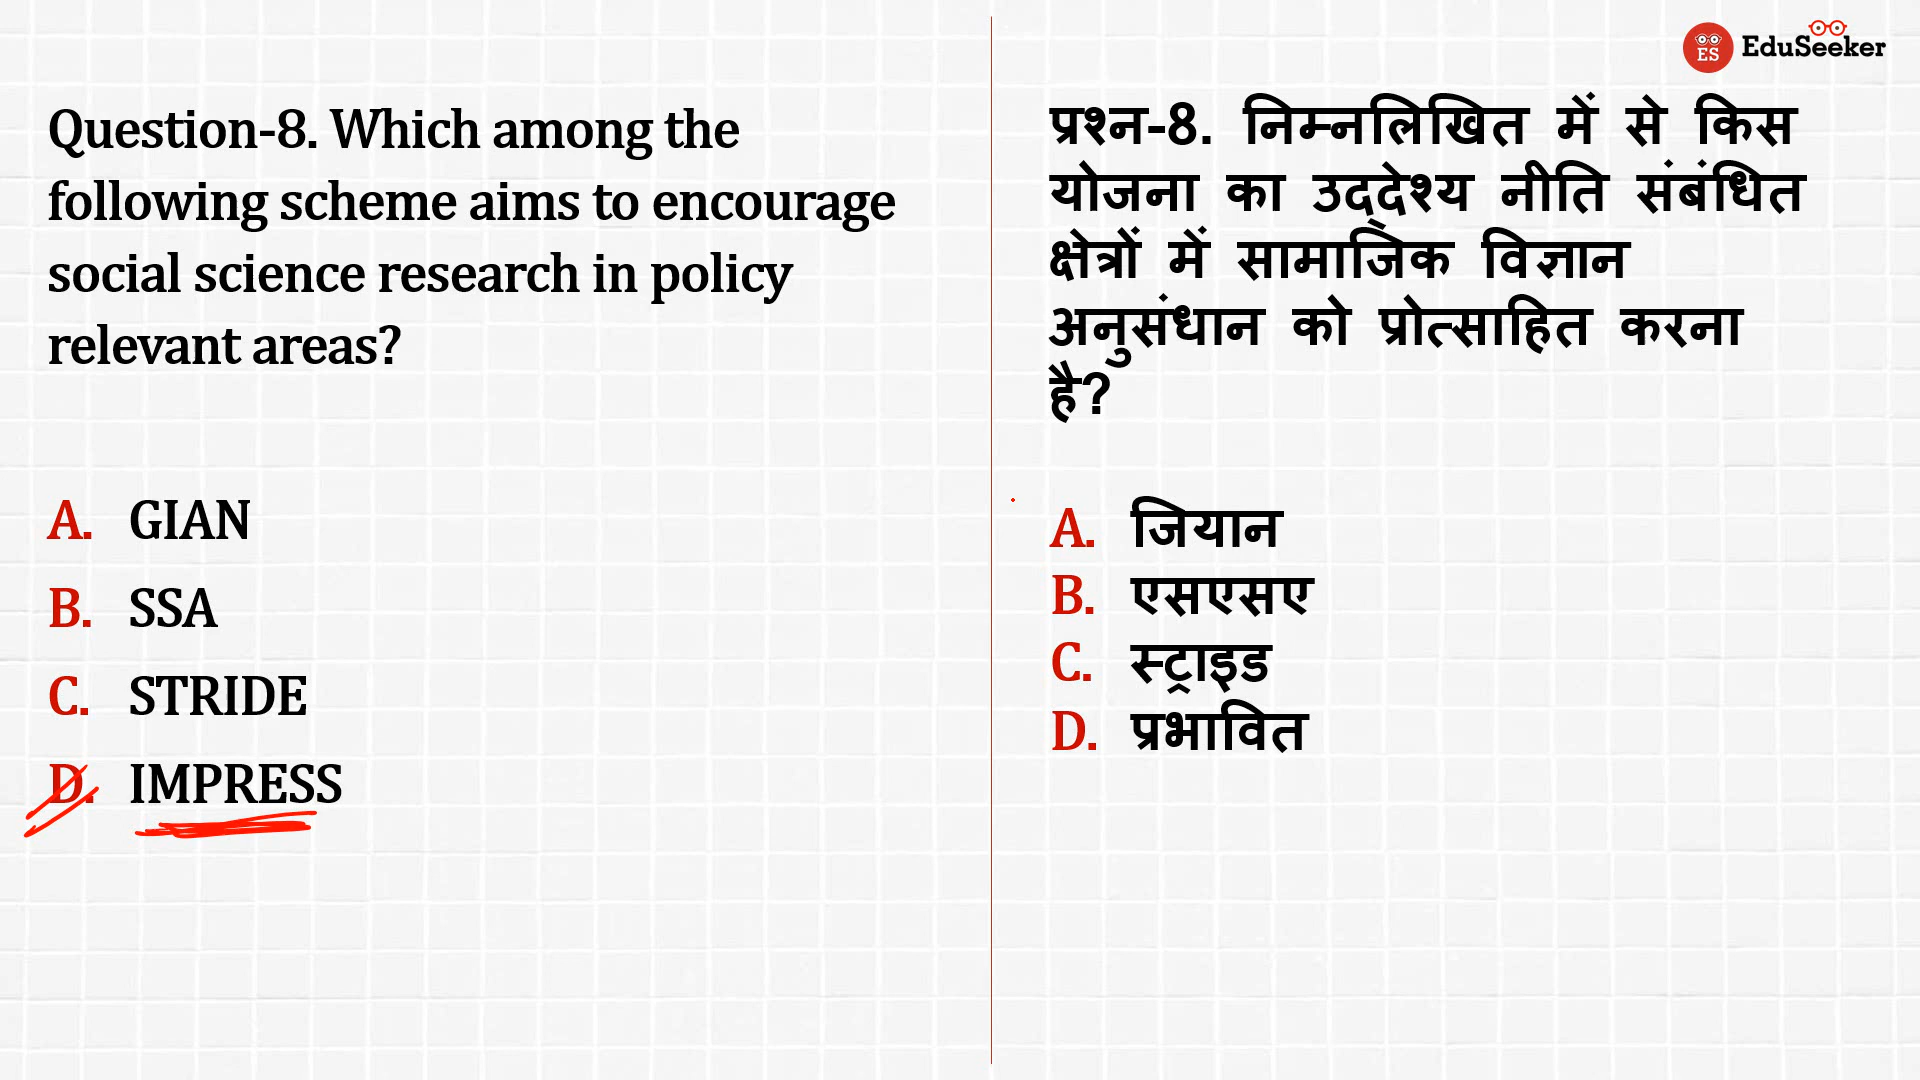 ES EduSeeker
Question-8. Which among the
following scheme aims to encourage
social science research in policy
relevant areas?
A. GIAN
B. SSA
C. STRIDE
D. IMPRESS
प्रश्न-8. निम्नलिखित में से किस
योजना का उद्देश्य नीति संबंधित
क्षेत्रों में सामाजिक विज्ञान
अनुसंधान को प्रोत्साहित करना
है?
A. जियान
B. एसएसए
C. स्ट्राइड
D. प्रभावित